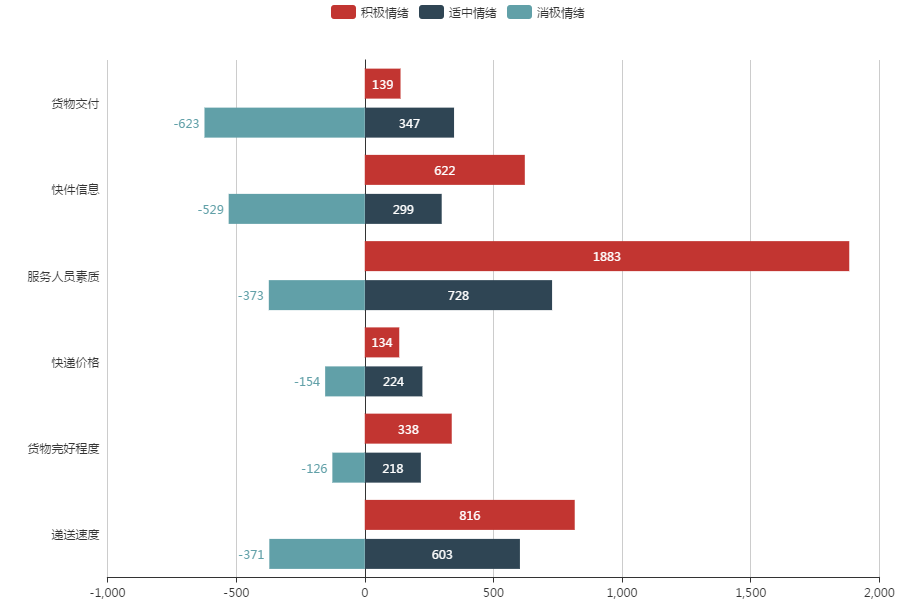 积极情绪 适中情绪 消极情绪
货物交付
139
-623 347
快件信息
622
-529 299
服务人员素质
1883
-373 728
快递价格
134
-154 224
货物完好程度
338
-126 218
递送速度
816
-371 603
-1,000 -500 0 500 1,000 1,500 2,000